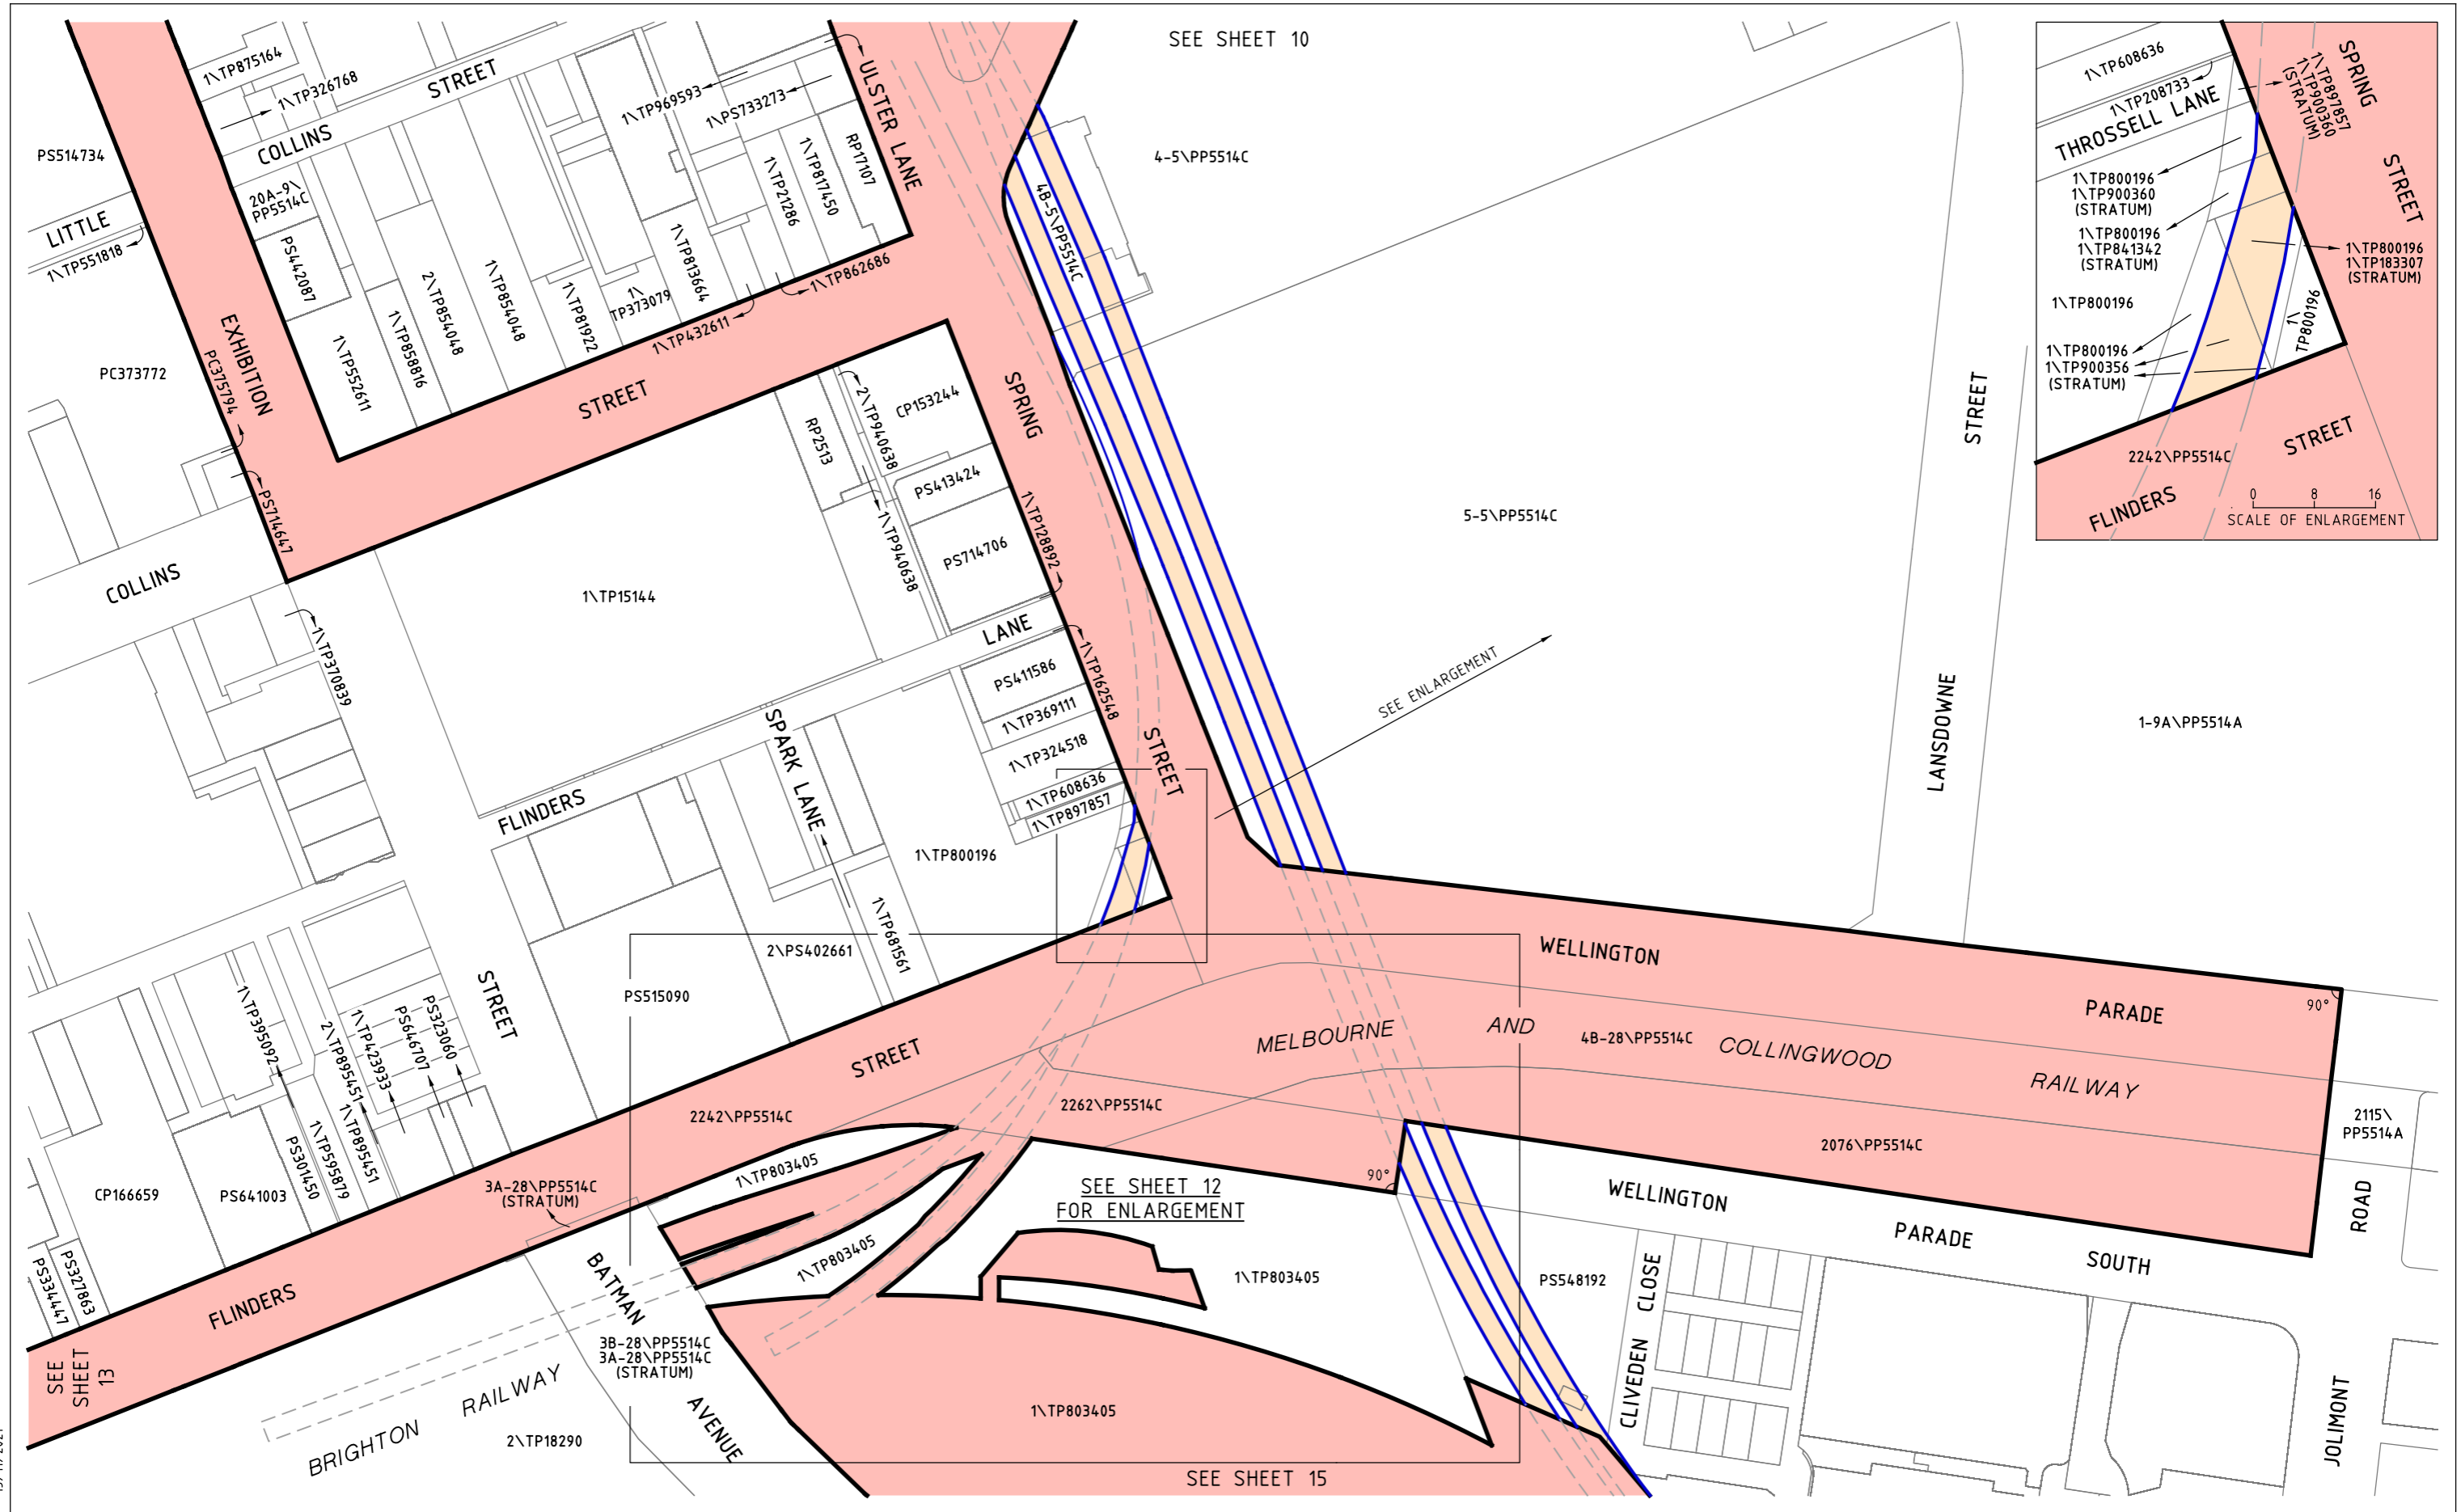 SEE SHEET 10
1\TP875164
1\TP326768
STREET
COLLINS
PS514734
LITTLE
1\TP551818
20A-9\
PP5514C
PS442087
1\TP552611
1\TP858816
2\TP854048
1\TP854048
1\TP81922
1\
TP373079
1\TP813664
1\TP432611
1\TP862686
1\TP969593
1\PS733273
1\TP21286
1\TP817450
RP17107
ULSTER LANE
4-5\PP5514C
4B-5\PP5514C
PC373772
EXHIBITION
PC375794
PS714647
STREET
COLLINS
SPRING
RP2513
2\TP940638
CP153244
PS413424
PS714706
1\TP940638
1\TP128892
1\TP15144
1\TP370839
LANE
PS411586
1\TP369111
1\TP324518
1\TP162548
1\TP608636
1\TP897857
STREET
SPARK LANE
FLINDERS
1\TP800196
5-5\PP5514C
SEE ENLARGEMENT
STREET
LANSDOWNE
1-9A\PP5514A
1\TP608636
1\TP208733
THROSSELL LANE
SPRING
STREET
1\TP897857
1\TP900360
(STRATUM)
1\TP800196
1\TP900360
(STRATUM)
1\TP800196
1\TP841342
(STRATUM)
1\TP800196
1\TP183307
(STRATUM)
1\TP800196
1\TP800196
1\TP900356
(STRATUM)
1\
TP800196
2242\PP5514C
STREET
FLINDERS
0 8 16
SCALE OF ENLARGEMENT
2\PS402661
1\TP681561
PS515090
STREET
1\TP395092
2\TP895451
1\TP423933
PS646707
PS323060
CP166659
PS641003
PS301450
1\TP595879
1\TP895451
PS334447
PS327863
FLINDERS
STREET
2242\PP5514C
2262\PP5514C
WELLINGTON
PARADE
90°
MELBOURNE AND COLLINGWOOD RAILWAY
4B-28\PP5514C
2076\PP5514C
2115\
PP5514A
ROAD
JOLIMONT
WELLINGTON
PARADE
SOUTH
90°
3A-28\PP5514C
(STRATUM)
1\TP803405
1\TP803405
SEE SHEET 12
FOR ENLARGEMENT
1\TP803405
PS548192
CLIVEDEN CLOSE
BATMAN
AVENUE
3B-28\PP5514C
3A-28\PP5514C
(STRATUM)
1\TP803405
2\TP18290
BRIGHTON RAILWAY
SEE
SHEET
13
SEE SHEET 15